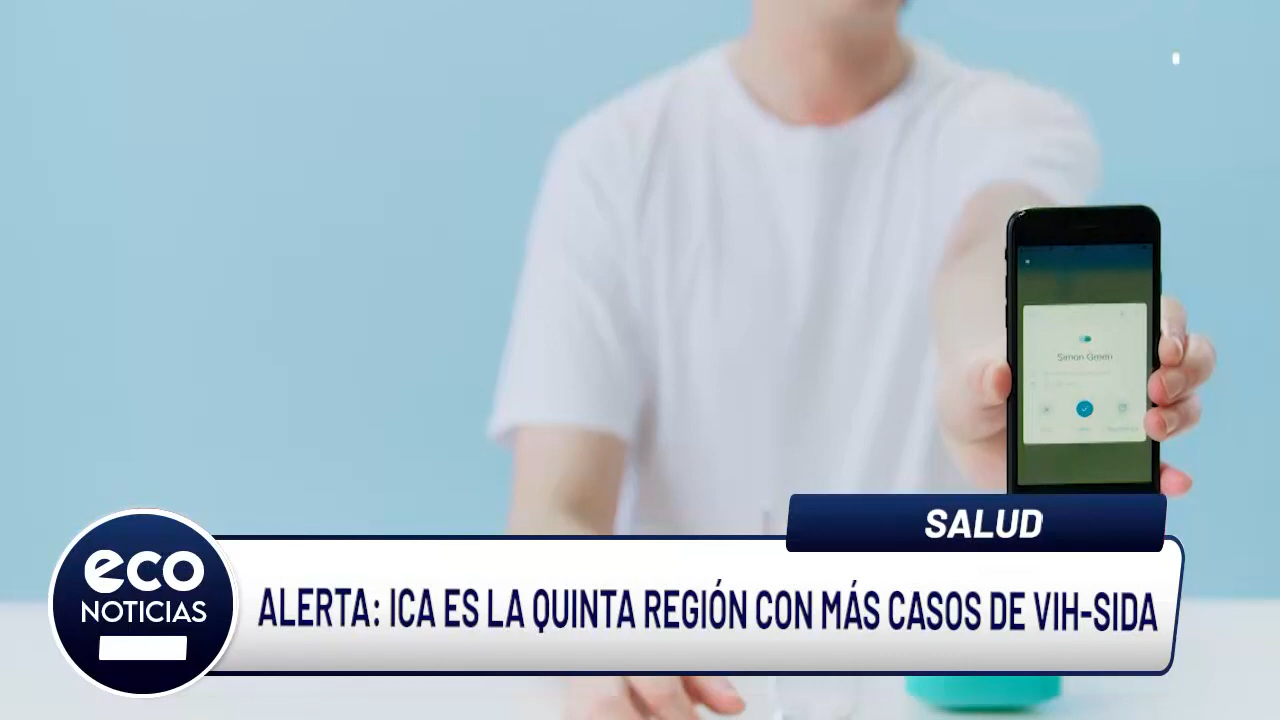 Simon Green
SALUD
eco
NOTICIAS
ALERTA: ICA ES LA QUINTA REGIÓN CON MÁS CASOS DE VIH-SIDA